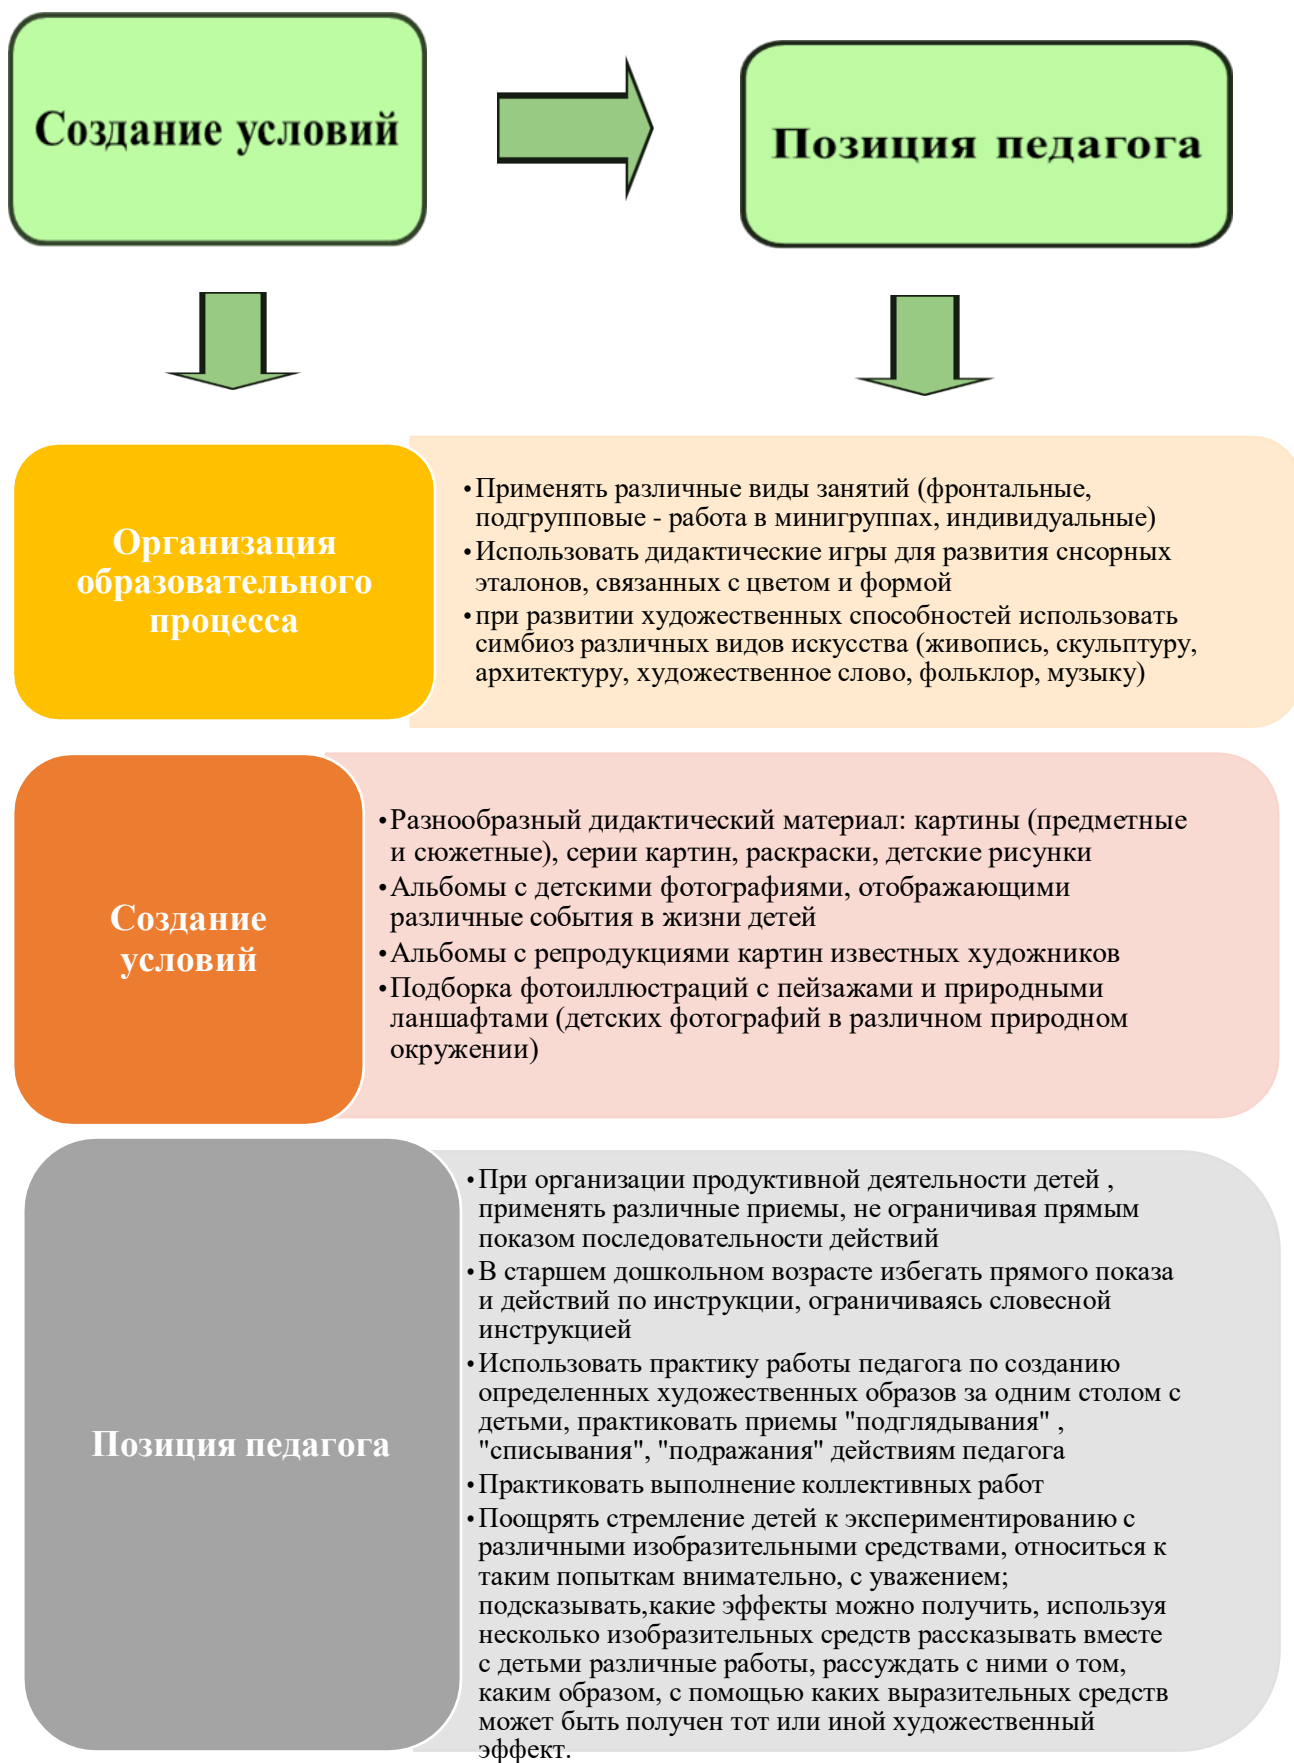 Создание условий
Позиция педагога
Организация
образовательного
процесса
•Применять различные виды занятий (фронтальные,
подгрупповые - работа в минигруппах, индивидуальные)
•Использовать дидактические игры для развития снсорных
эталонов, связанных с цветом и формой
•при развитии художественных способностей использовать
симбиоз различных видов искусства (живопись, скульптуру,
архитектуру, художественное слово, фольклор, музыку)
Создание
условий
•Разнообразный дидактический материал: картины (предметные
и сюжетные), серии картин, раскраски, детские рисунки
•Альбомы с детскими фотографиями, отображающими
различные события в жизни детей
•Альбомы с репродукциями картин известных художников
•Подборка фотоиллюстраций с пейзажами и природными
ланшафтами (детских фотографий в различном природном
окружении)
Позиция педагога
•При организации продуктивной деятельности детей ,
применять различные приемы, не ограничивая прямым
показом последовательности действий
•В старшем дошкольном возрасте избегать прямого показа
и действий по инструкции, ограничиваясь словесной
инструкцией
•Использовать практику работы педагога по созданию
определенных художественных образов за одним столом с
детьми, практиковать приемы "подглядывания" ,
"списывания", "подражания" действиям педагога
•Практиковать выполнение коллективных работ
•Поощрять стремление детей к экспериментированию с
различными изобразительными средствами, относиться к
таким попыткам внимательно, с уважением;
подсказывать,какие эффекты можно получить, используя
несколько изобразительных средств рассказывать вместе
с детьми различные работы, рассуждать с ними о том,
каким образом, с помощью каких выразительных средств
может быть получен тот или иной художественный
эффект.